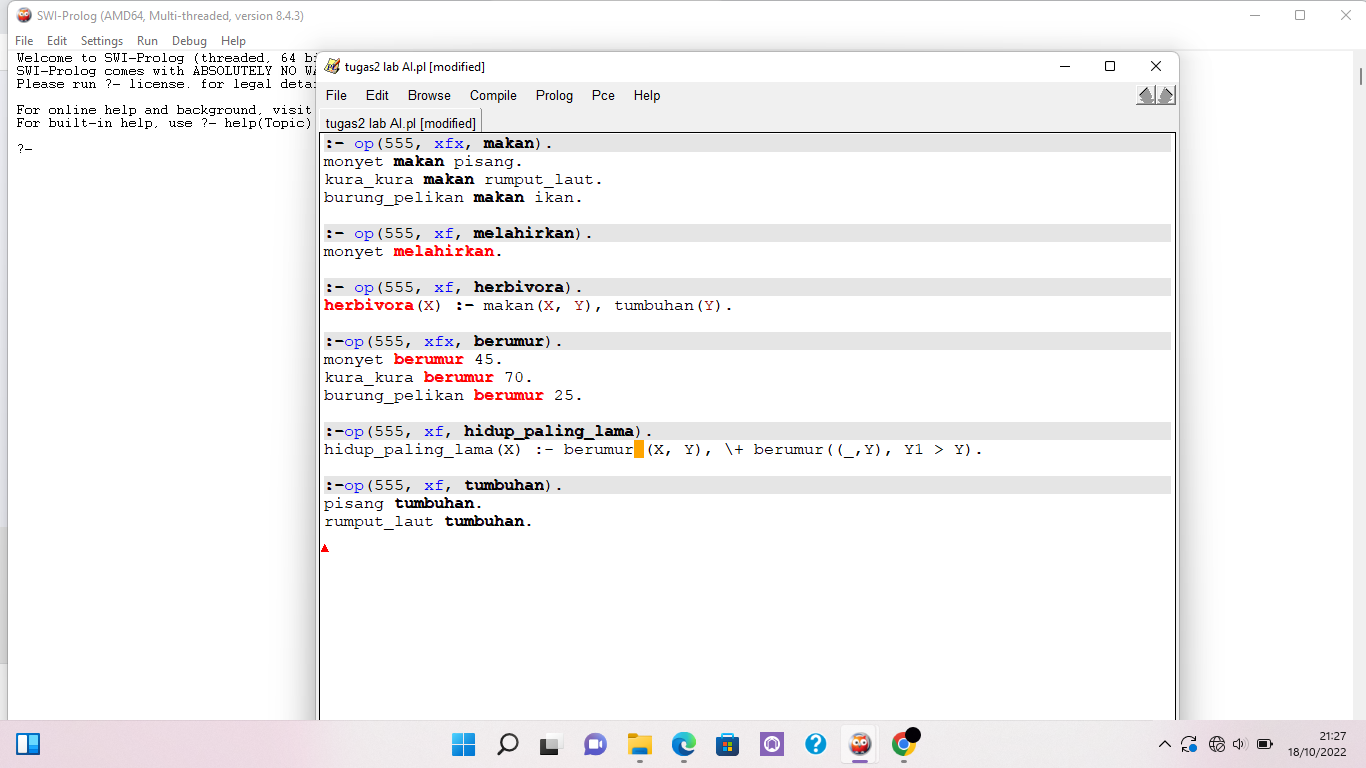 SWI-Prolog (AMD64, Multi-threaded, version 8.4.3)
File Edit Settings Run Debug Help
Welcome to SWI-Prolog (threaded, 64 bi
SWI-Prolog comes with ABSOLUTELY NO WA
Please run ?- license. for legal detai
For online help and background, visit
For built-in help, use ?- help(Topic)
?-
tugas2 lab AI.pl [modified]
File Edit Browse Compile Prolog Pce Help
tugas2 lab AI.pl [modified]
:- op(555, xfx, makan).
monyet makan pisang.
kura_kura makan rumput_laut.
burung_pelikan makan ikan.
:- op(555, xf, melahirkan).
monyet melahirkan.
:- op(555, xf, herbivora).
herbivora(X) :- makan(X, Y), tumbuhan(Y).
:-op(555, xfx, berumur).
monyet berumur 45.
kura_kura berumur 70.
burung_pelikan berumur 25.
:-op(555, xf, hidup_paling_lama).
hidup_paling_lama(X) :- berumur (X, Y), \+ berumur((_,Y), Y1 > Y).
:-op(555, xf, tumbuhan).
pisang tumbuhan.
rumput_laut tumbuhan.
21:27
18/10/2022